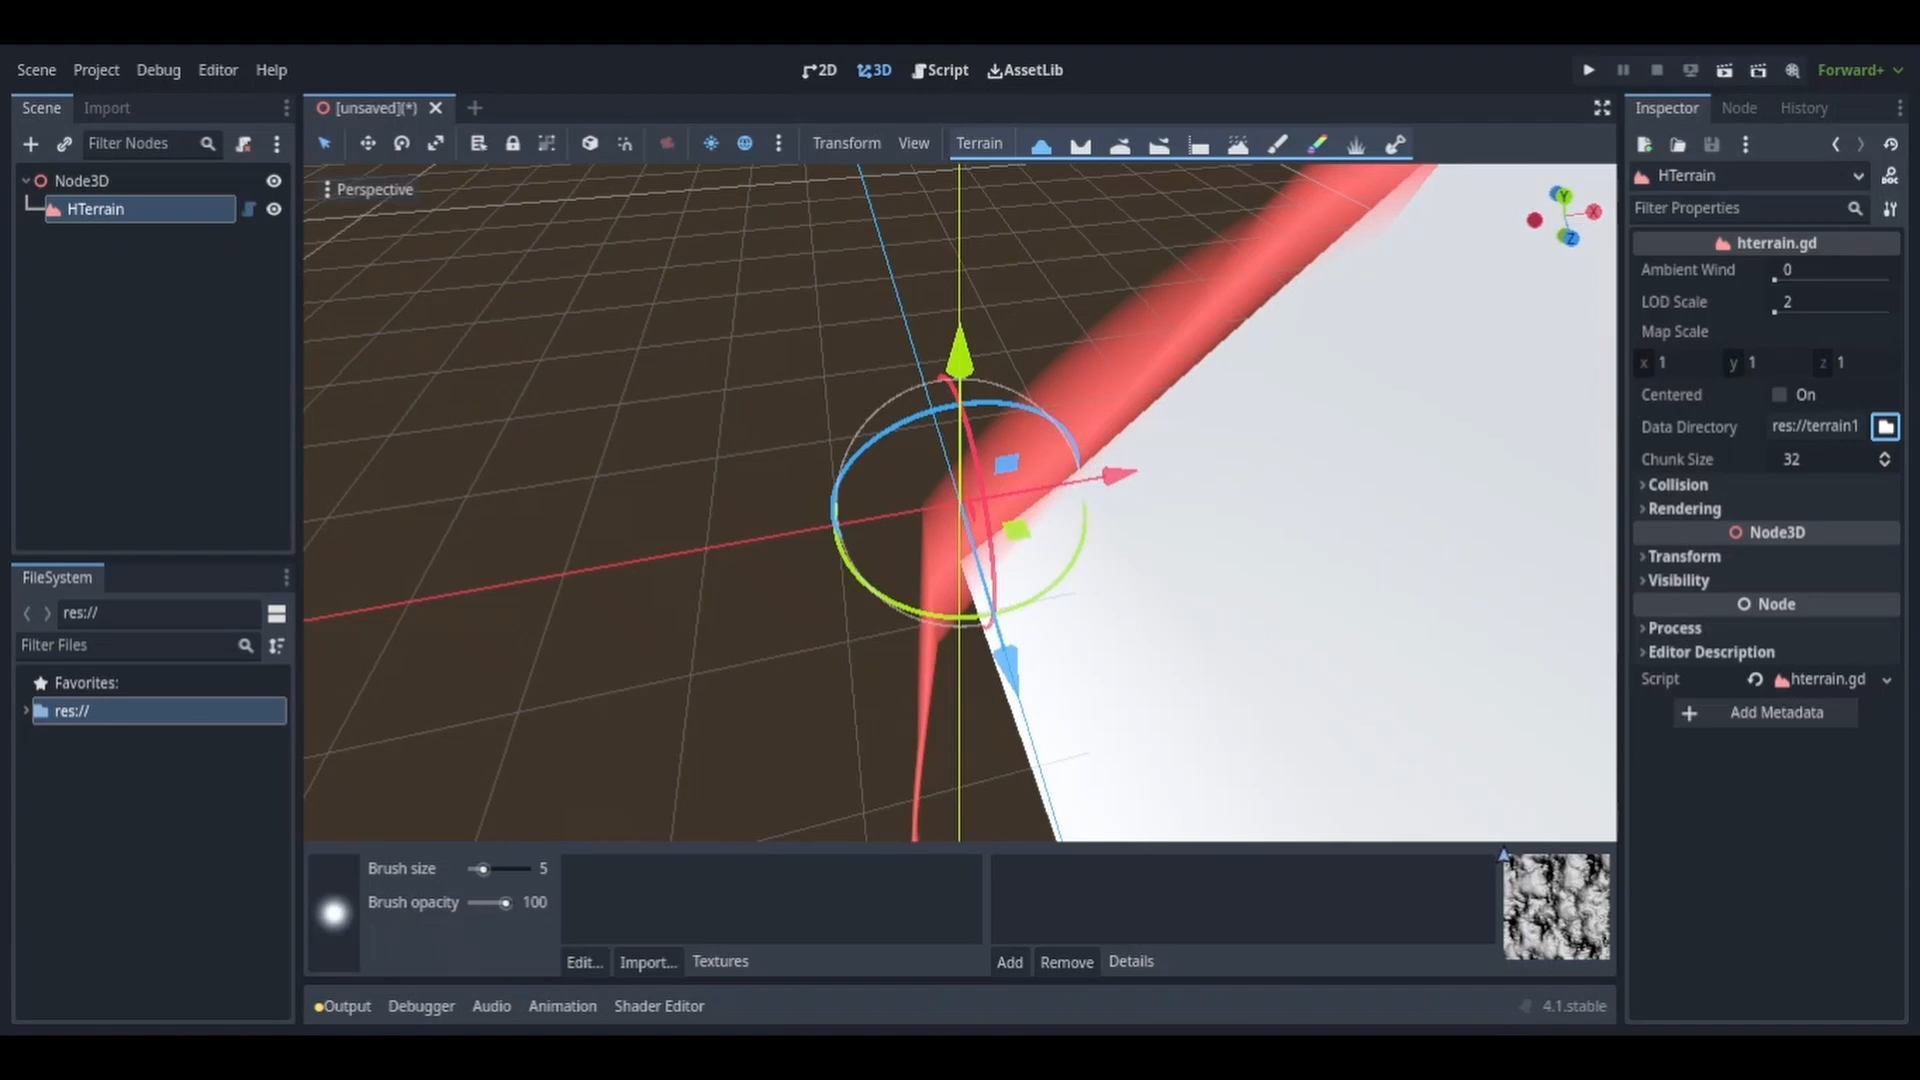 Scene Project Debug Editor Help
2D 3D Script AssetLib
Forward+
Scene Import
Filter Nodes
Node3D
HTerrain
FileSystem
res://
Filter Files
Favorites:
res://
[unsaved](*)
Transform View Terrain
Perspective
Y
X
Z
Brush size 5
Brush opacity 100
Edit... Import... Textures
Add Remove Details
Output Debugger Audio Animation Shader Editor
4.1.stable
Inspector Node History
HTerrain
DOC
Filter Properties
hterrain.gd
Ambient Wind 0
LOD Scale 2
Map Scale
x 1 y 1 z 1
Centered On
Data Directory res://terrain1
Chunk Size 32
Collision
Rendering
Node3D
Transform
Visibility
Node
Process
Editor Description
Script hterrain.gd
Add Metadata